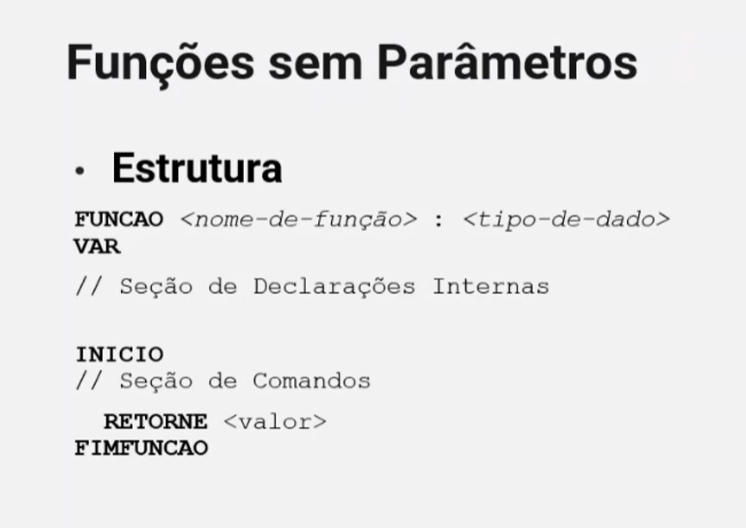 Funções sem Parâmetros
• Estrutura
FUNCAO <nome-de-função> : <tipo-de-dado>
VAR
// Seção de Declarações Internas
INICIO
// Seção de Comandos
RETORNE <valor>
FIMFUNCAO